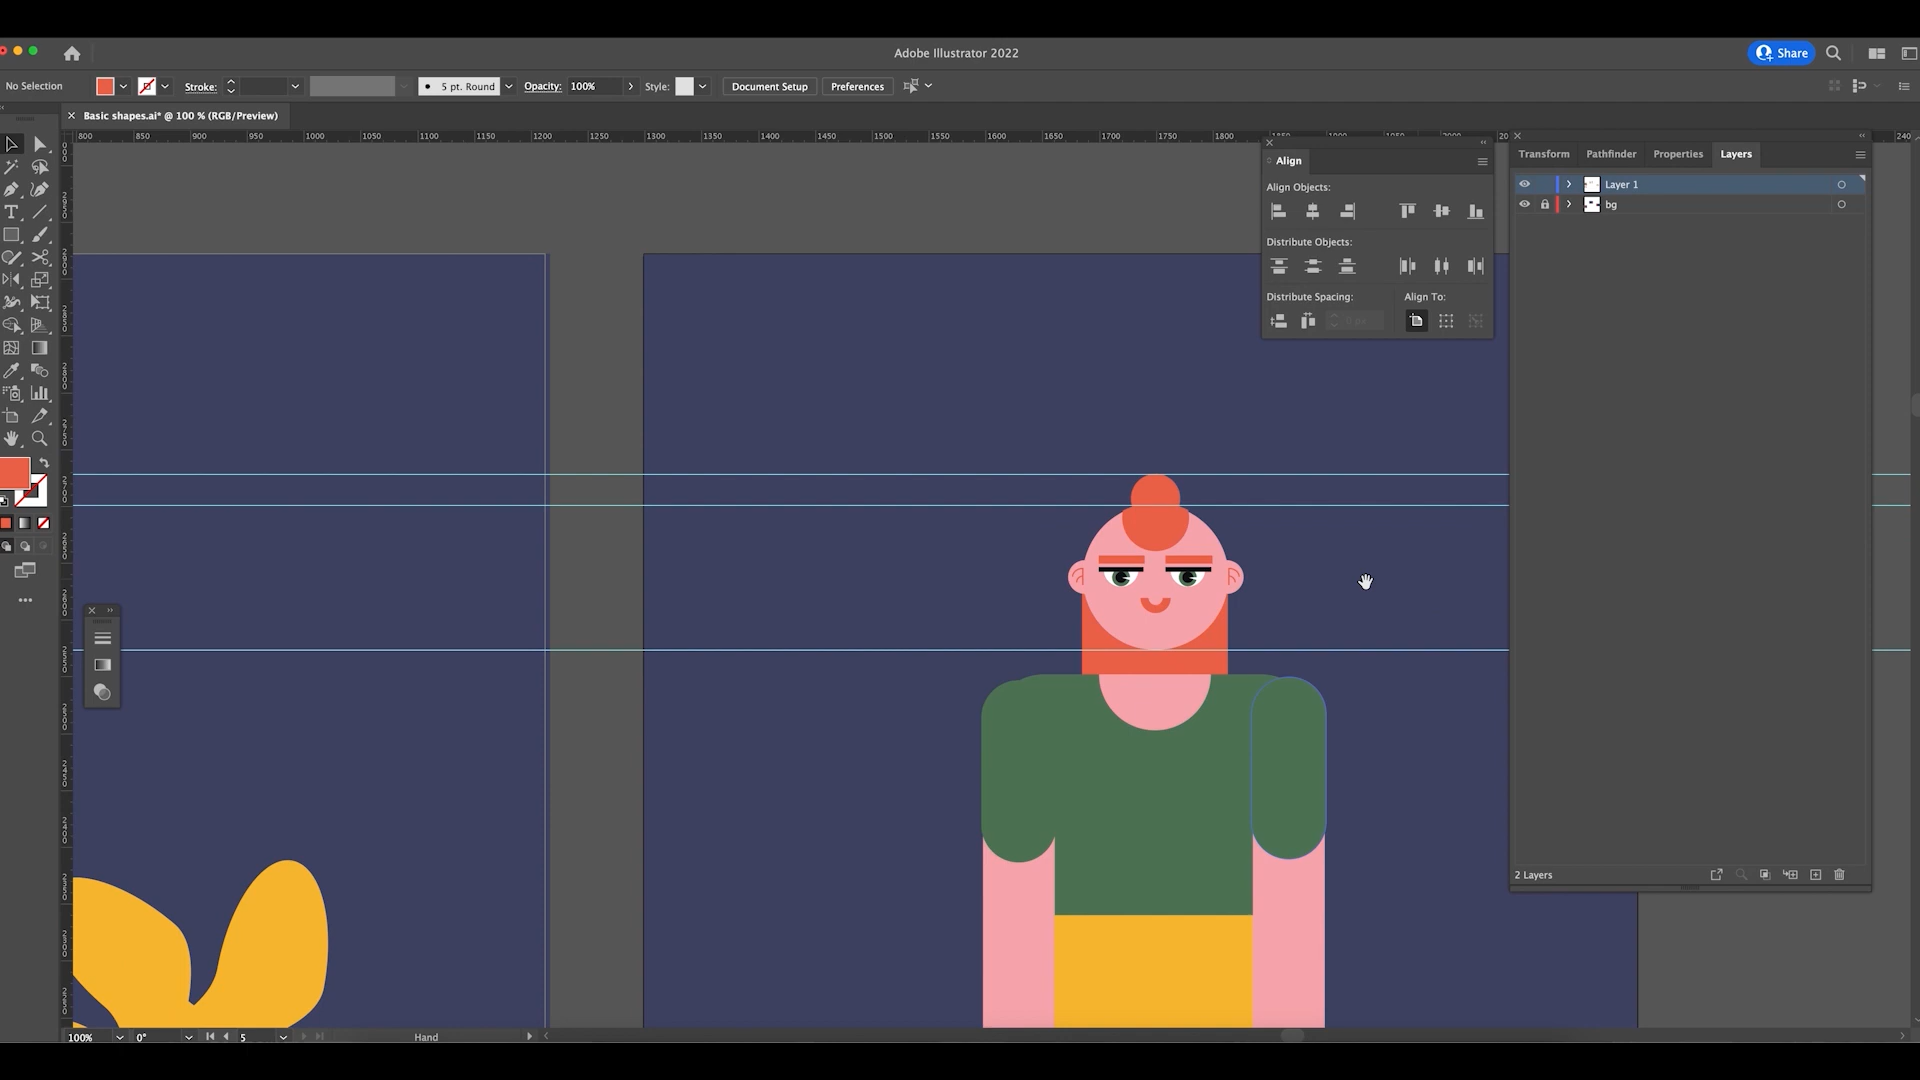 Adobe Illustrator 2022
Share
No Selection
Stroke:
5 pt. Round
Opacity: 100%
Style:
Document Setup
Preferences
Basic shapes.ai* @ 100 % (RGB/Preview)
800 850 900 950 1000 1050 1100 1150 1200 1250 1300 1350 1400 1450 1500 1550 1600 1650 1700 1750 1800
Align
Align Objects:
Distribute Objects:
Distribute Spacing:
Align To:
Transform
Pathfinder
Properties
Layers
Layer 1
bg
2 Layers
100%
0°
5
Hand